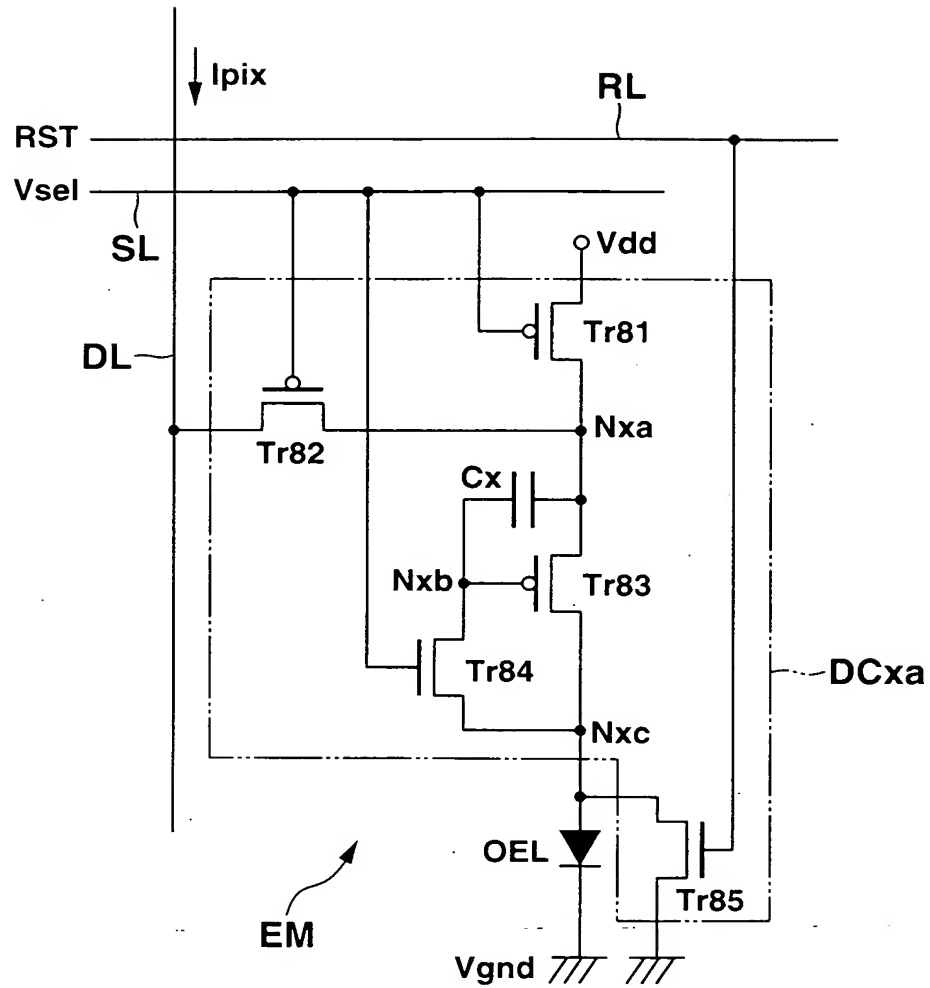 Ipix
RL
RST
Vsel
SL
Vdd
Tr81
DL
Nxa
Tr82
Cx
Nxb
Tr83
Tr84
DCxa
Nxc
OEL
Tr85
EM
Vgnd